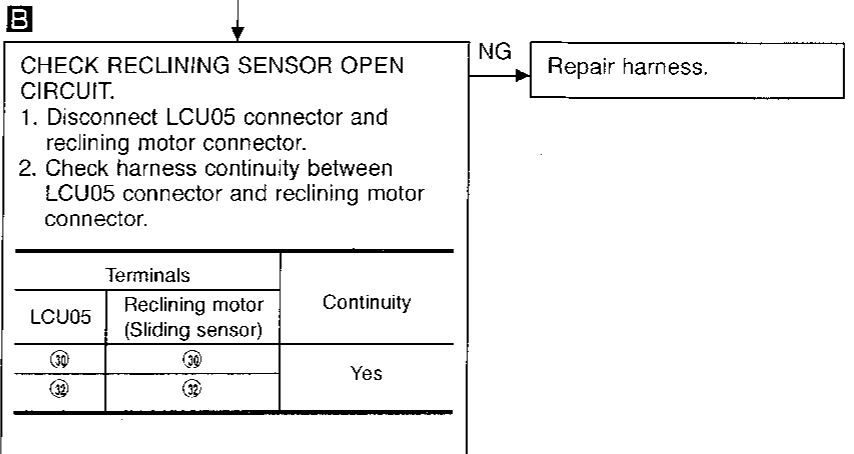 B
CHECK RECLINING SENSOR OPEN
CIRCUIT.
1. Disconnect LCU05 connector and
reclining motor connector.
2. Check harness continuity between
LCU05 connector and reclining motor
connector.
NG
Repair harness.
Terminals
Continuity
LCU05
Reclining motor
(Sliding sensor)
㉚ ㉚
Yes
㉜ ㉜